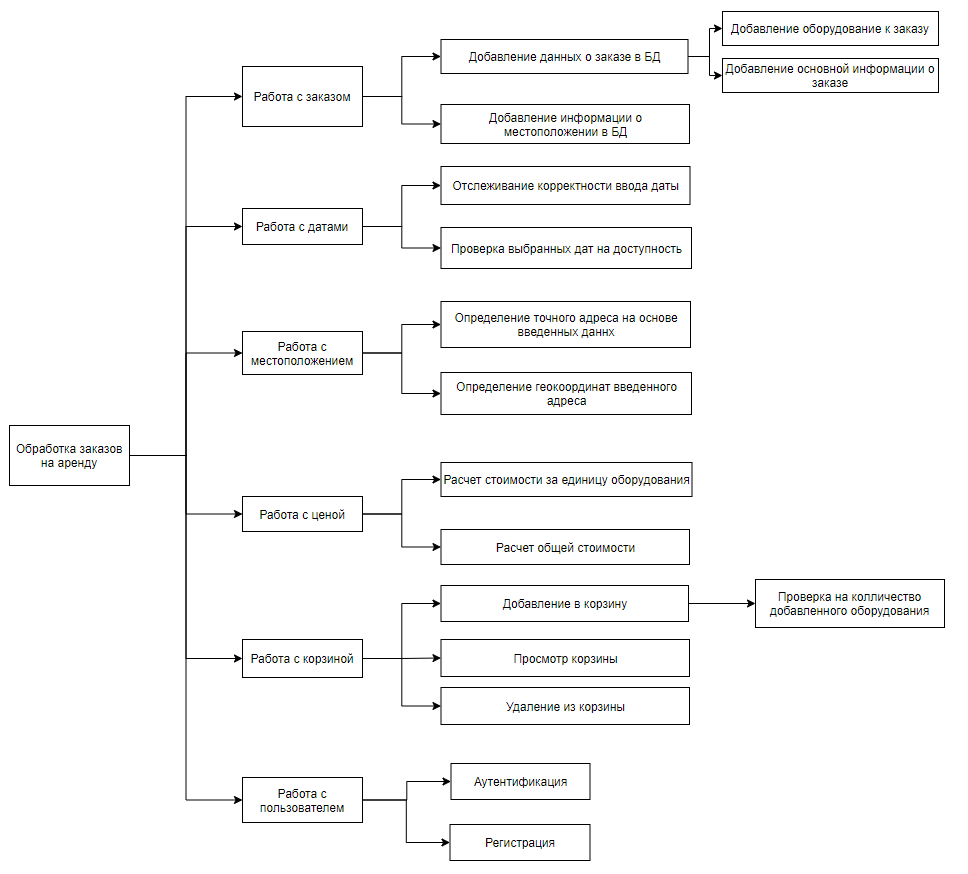 Добавление оборудование к заказу
Добавление данных о заказе в БД
Добавление основной информации о
заказе
Работа с заказом
Добавление информации о
местоположении в БД
Отслеживание корректности ввода даты
Работа с датами
Проверка выбранных дат на доступность
Определение точного адреса на основе
введенных даннх
Работа с
местоположением
Определение геокоординат введенного
адреса
Обработка заказов
на аренду
Расчет стоимости за единицу оборудования
Работа с ценой
Расчет общей стоимости
Добавление в корзину
Проверка на колличество
добавленного оборудования
Работа с корзиной
Просмотр корзины
Удаление из корзины
Аутентификация
Работа с
пользователем
Регистрация